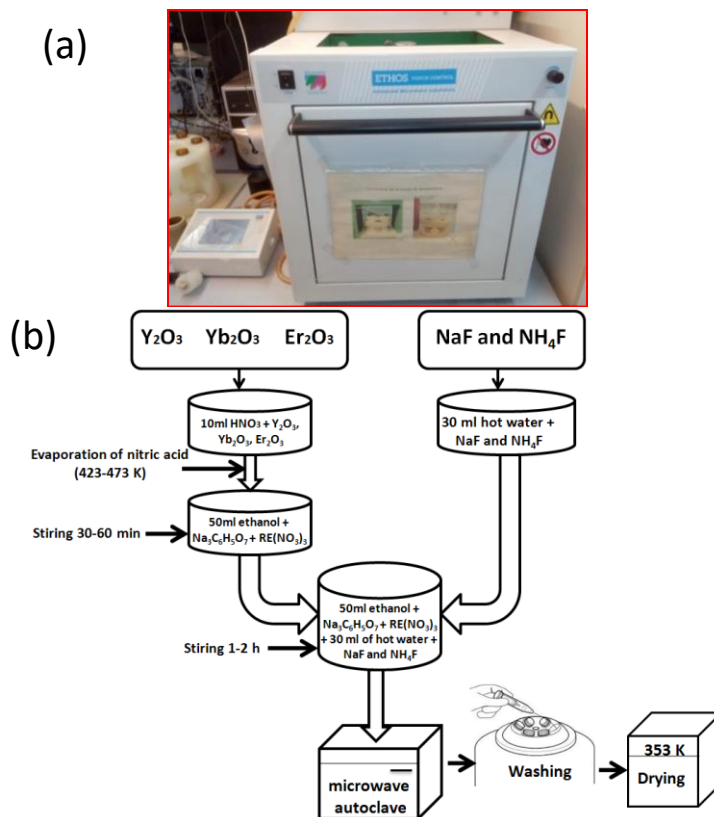 (a)
ETHOS
(b)
Y₂O₃ Yb₂O₃ Er₂O₃
NaF and NH₄F
10ml HNO₃ + Y₂O₃,
Yb₂O₃, Er₂O₃
30 ml hot water +
NaF and NH₄F
Evaporation of nitric acid
(423-473 K)
50ml ethanol +
Na₃C₆H₅O₇ + RE(NO₃)₃
Stiring 30-60 min
50ml ethanol +
Na₃C₆H₅O₇ + RE(NO₃)₃
+ 30 ml of hot water +
NaF and NH₄F
Stiring 1-2 h
microwave
autoclave
Washing
353 K
Drying